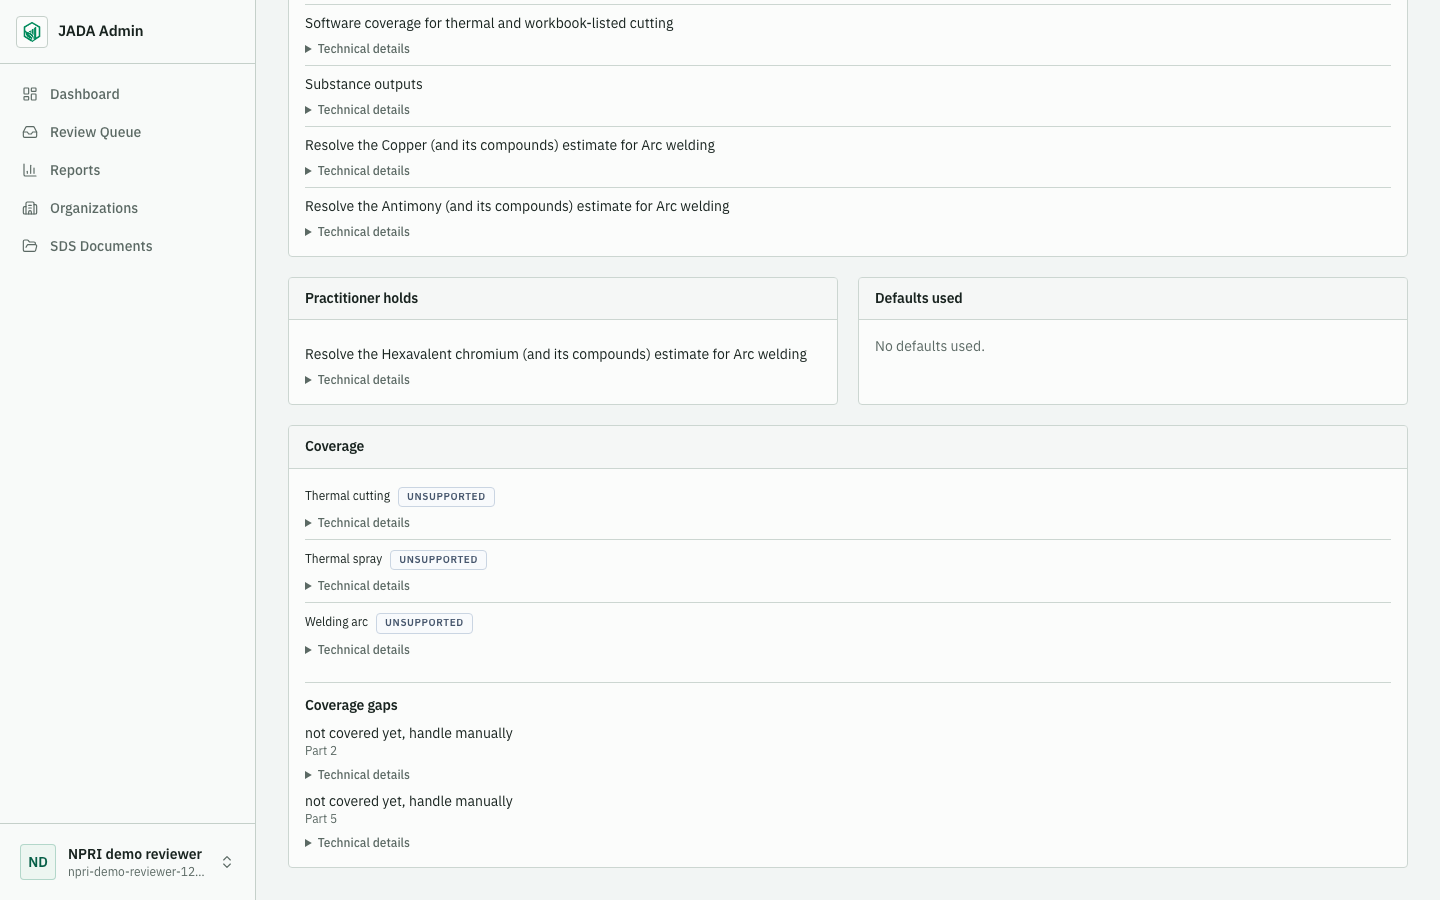 JADA Admin
Dashboard
Review Queue
Reports
Organizations
SDS Documents
ND
NPRI demo reviewer
npri-demo-reviewer-12...
Software coverage for thermal and workbook-listed cutting
Technical details
Substance outputs
Technical details
Resolve the Copper (and its compounds) estimate for Arc welding
Technical details
Resolve the Antimony (and its compounds) estimate for Arc welding
Technical details
Practitioner holds
Resolve the Hexavalent chromium (and its compounds) estimate for Arc welding
Technical details
Defaults used
No defaults used.
Coverage
Thermal cutting UNSUPPORTED
Technical details
Thermal spray UNSUPPORTED
Technical details
Welding arc UNSUPPORTED
Technical details
Coverage gaps
not covered yet, handle manually
Part 2
Technical details
not covered yet, handle manually
Part 5
Technical details